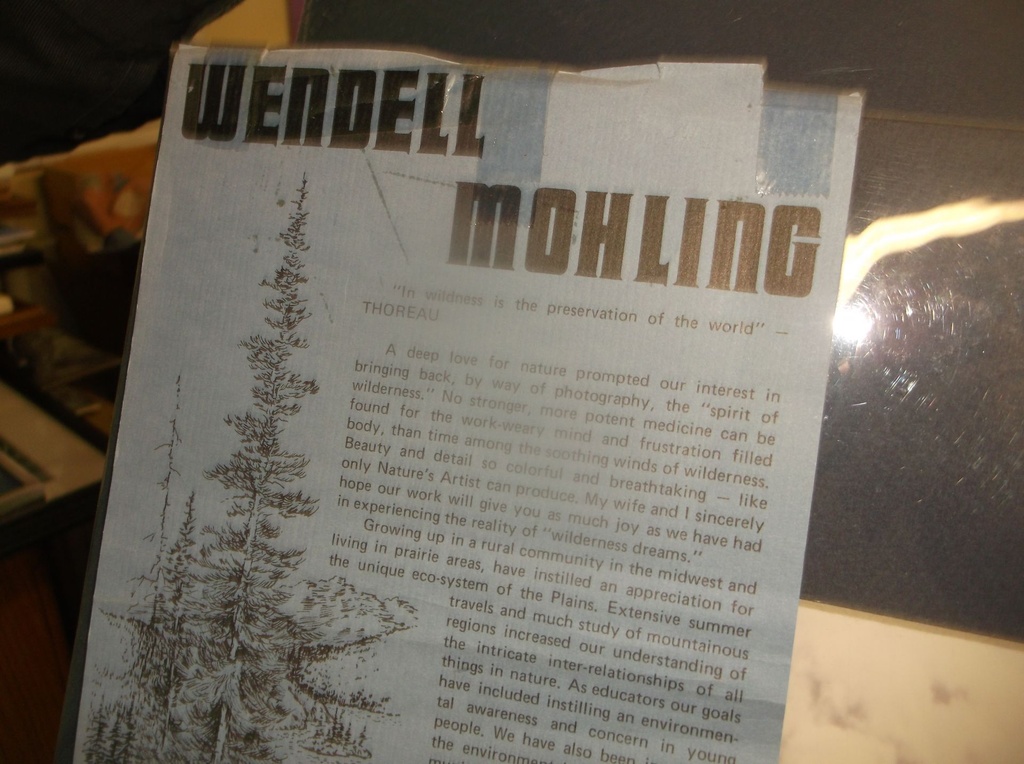 WENDELL
MOHLING
"In wildness is the preservation of the world" —
THOREAU
A deep love for nature prompted our interest in
bringing back, by way of photography, the "spirit of
wilderness." No stronger, more potent medicine can be
found for the work-weary mind and frustration filled
body, than time among the soothing winds of wilderness.
Beauty and detail so colorful and breathtaking — like
only Nature's Artist can produce. My wife and I sincerely
hope our work will give you as much joy as we have had
in experiencing the reality of "wilderness dreams."
Growing up in a rural community in the midwest and
living in prairie areas, have instilled an appreciation for
the unique eco-system of the Plains. Extensive summer
travels and much study of mountainous
regions increased our understanding of
the intricate inter-relationships of all
things in nature. As educators our goals
have included instilling an environmen-
tal awareness and concern in young
people. We have also been
the environment